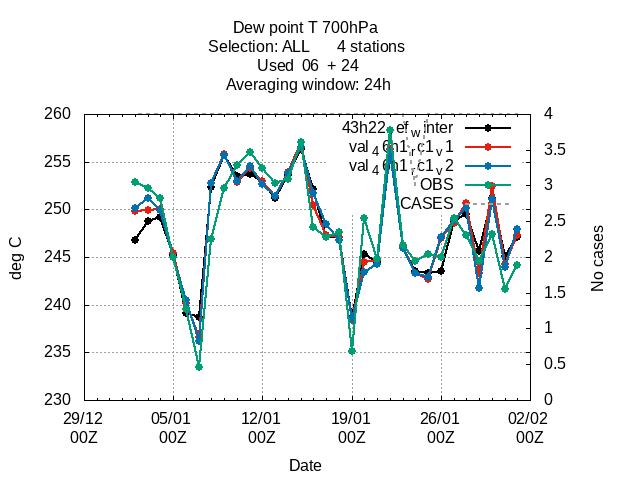 Dew point T 700hPa
Selection: ALL 4 stations
Used 06 + 24
Averaging window: 24h
260
255
250
245
240
235
230
4
3.5
3
2.5
2
1.5
1
0.5
0
deg C
No cases
43h22_ef_winter
val_46h1_rc1_v1
val_46h1_rc1_v2
OBS
CASES
29/12 05/01 12/01 19/01 26/01 02/02
00Z 00Z 00Z 00Z 00Z 00Z
Date